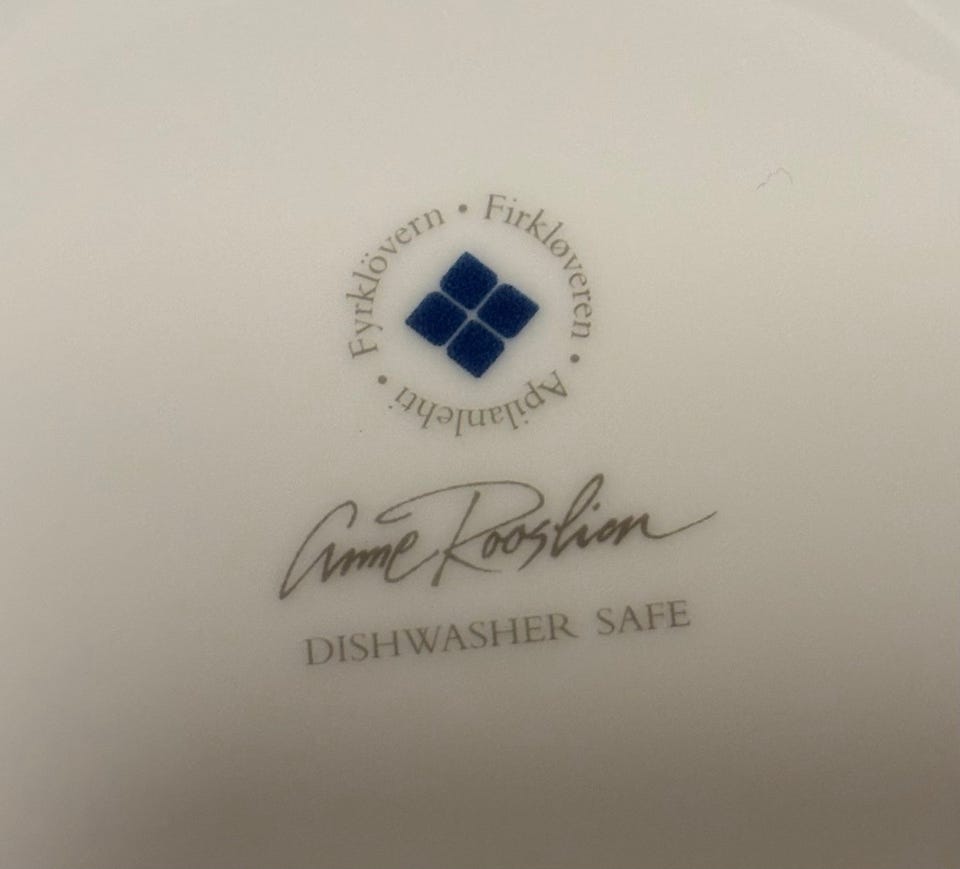 Fyrklövern • Firkløveren • Apilanlehti •
Anne Rooslien
DISHWASHER SAFE